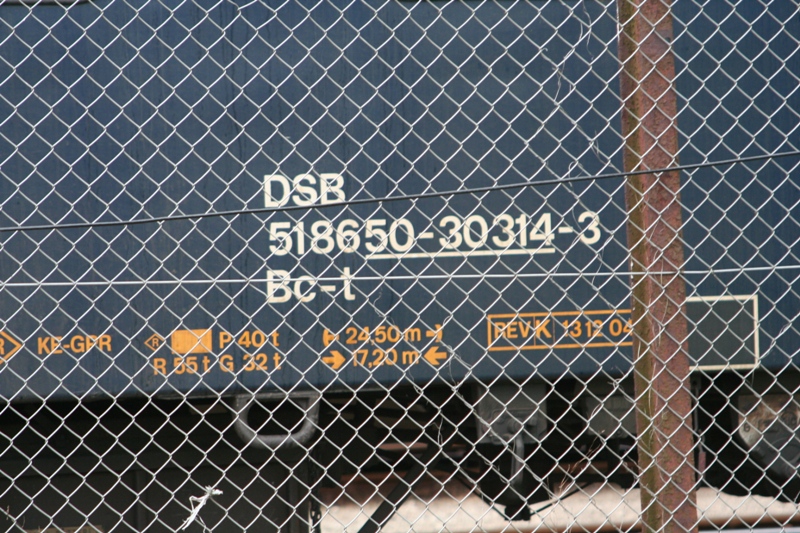 DSB
518650-30314-3
Bc-t
R KE-GPR R P 40 t 24,50 m REV K 13 12 04
R 55 t G 32 t 17,20 m